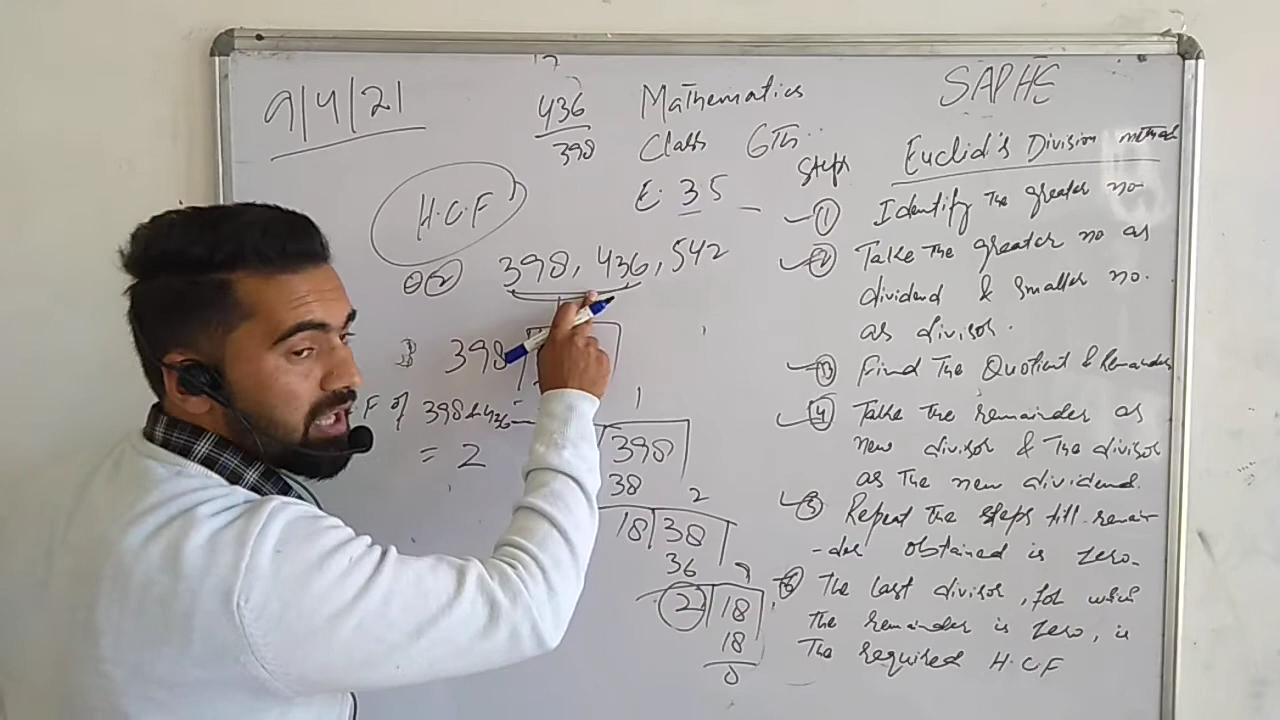 9/4/21
436
398
Mathematics
Class 6Th
E. 35
SAPHE
H.C.F
398, 436, 542
398
F of 398 & 436
= 2
1
398
38
2
18 38
36
9
2 18
18
0
Steps
Euclid's Division method
1 Identify The greater no
2 Take The greater no as
dividend & smaller no.
as divisor.
3 Find The Quotient & Remainder
4 Take The remainder as
new divisor & The divisor
as The new dividend.
5 Repeat The steps till remain
-der obtained is zero.
6 The last divisor, for which
The remainder is zero, is
The required H.C.F